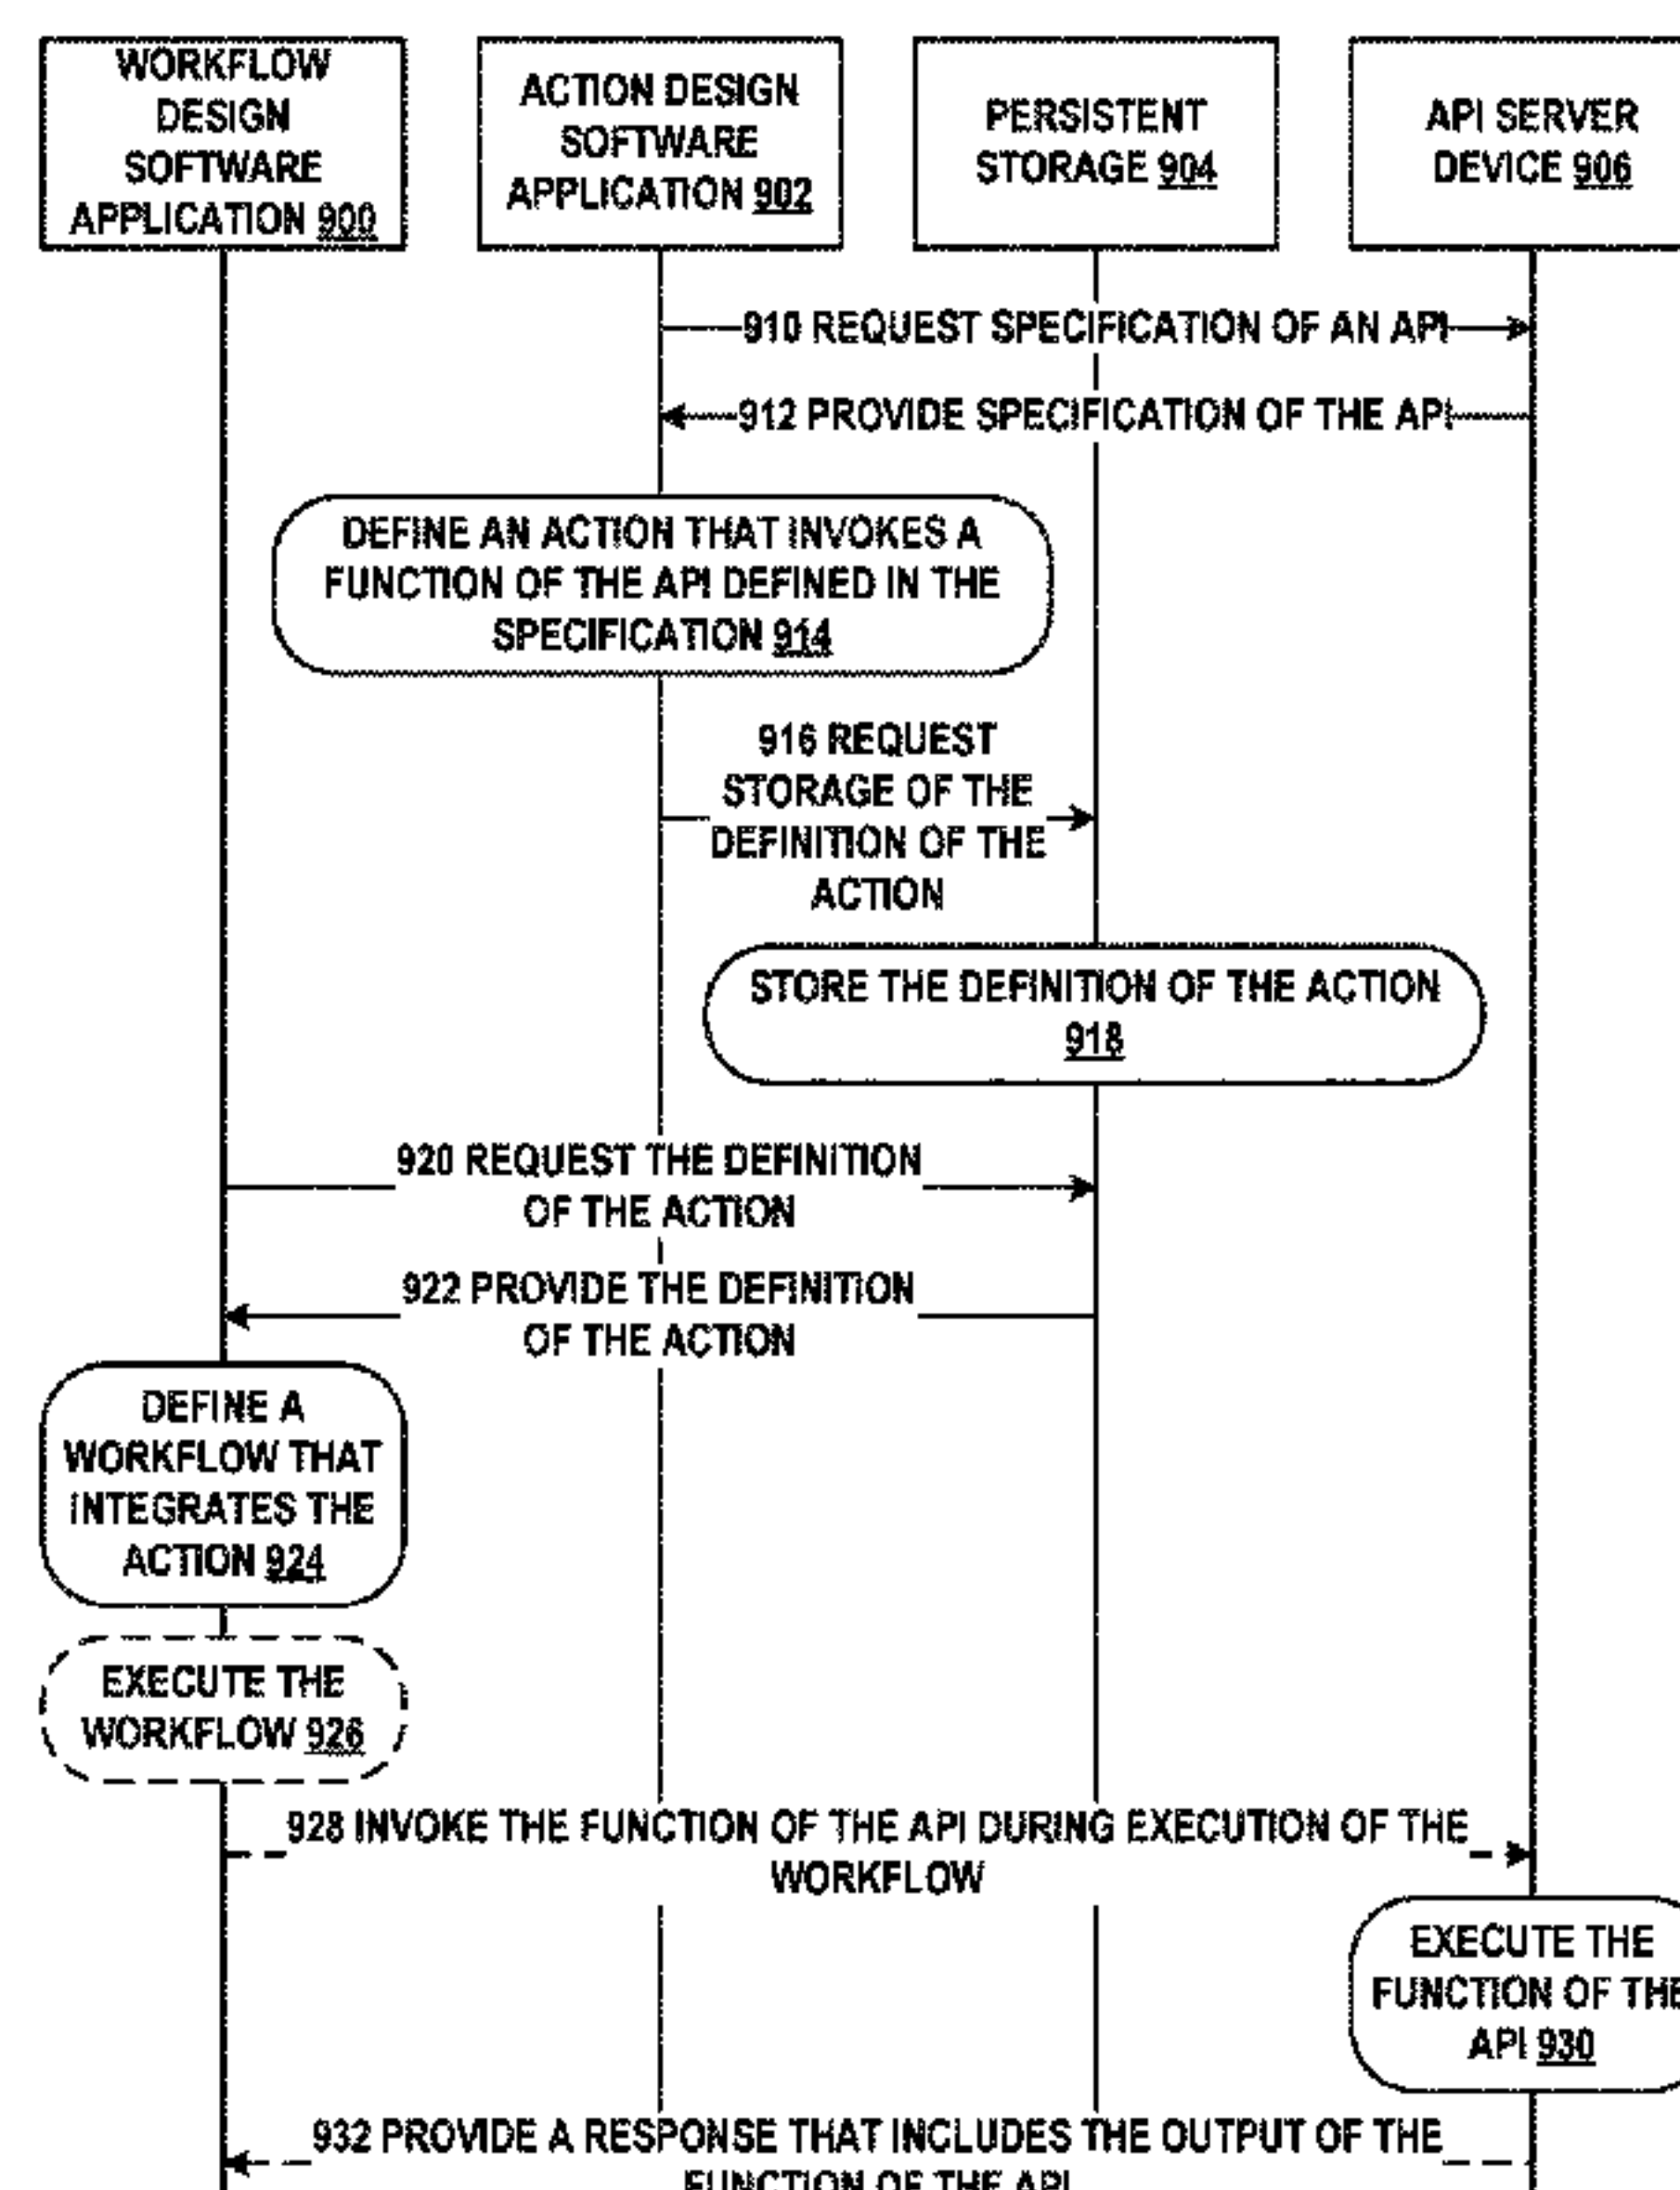 WORKFLOW
DESIGN
SOFTWARE
APPLICATION 900
ACTION DESIGN
SOFTWARE
APPLICATION 902
PERSISTENT
STORAGE 904
API SERVER
DEVICE 906
910 REQUEST SPECIFICATION OF AN API
912 PROVIDE SPECIFICATION OF THE API
DEFINE AN ACTION THAT INVOKES A
FUNCTION OF THE API DEFINED IN THE
SPECIFICATION 914
916 REQUEST
STORAGE OF THE
DEFINITION OF THE
ACTION
STORE THE DEFINITION OF THE ACTION
918
920 REQUEST THE DEFINITION
OF THE ACTION
922 PROVIDE THE DEFINITION
OF THE ACTION
DEFINE A
WORKFLOW THAT
INTEGRATES THE
ACTION 924
EXECUTE THE
WORKFLOW 926
928 INVOKE THE FUNCTION OF THE API DURING EXECUTION OF THE
WORKFLOW
EXECUTE THE
FUNCTION OF THE
API 930
932 PROVIDE A RESPONSE THAT INCLUDES THE OUTPUT OF THE
FUNCTION OF THE API